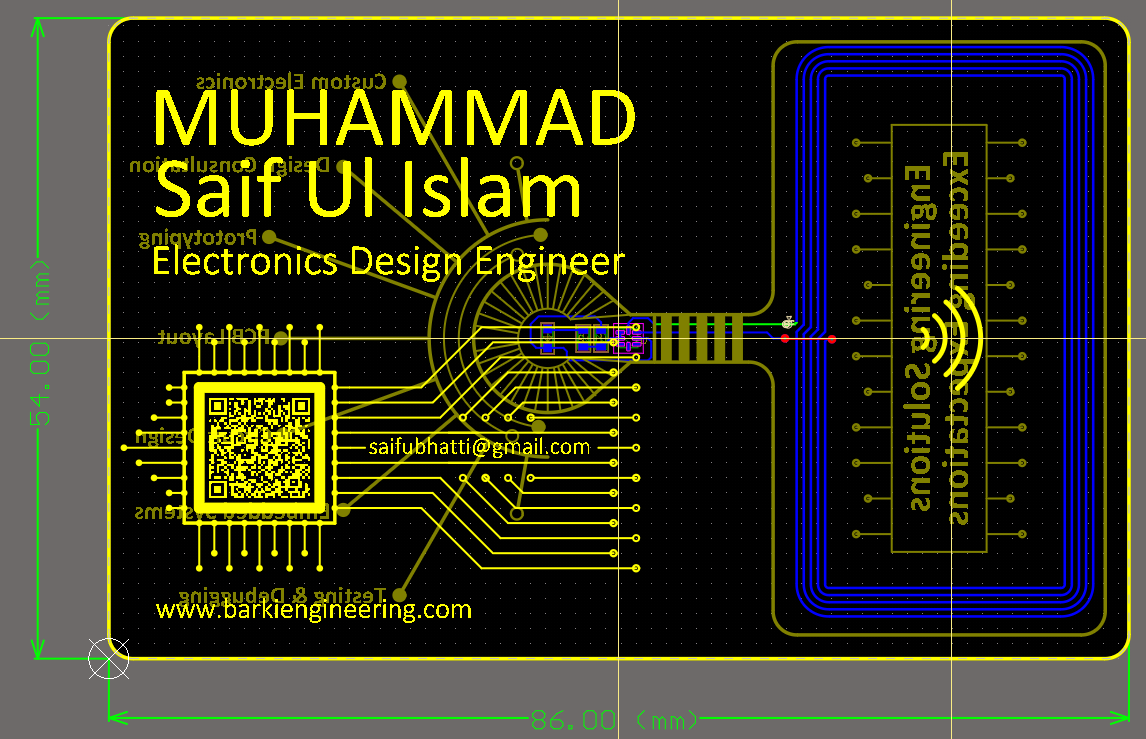 Custom Electronics
MUHAMMAD
Design Consultation
Saif Ul Islam
Prototyping
Electronics Design Engineer
PCB Layout
Design
saifubhatti@gmail.com
Embedded Systems
Testing & Debugging
www.barkiengineering.com
Exceeding Expectations
Engineering Solutions
54.00 (mm)
86.00 (mm)